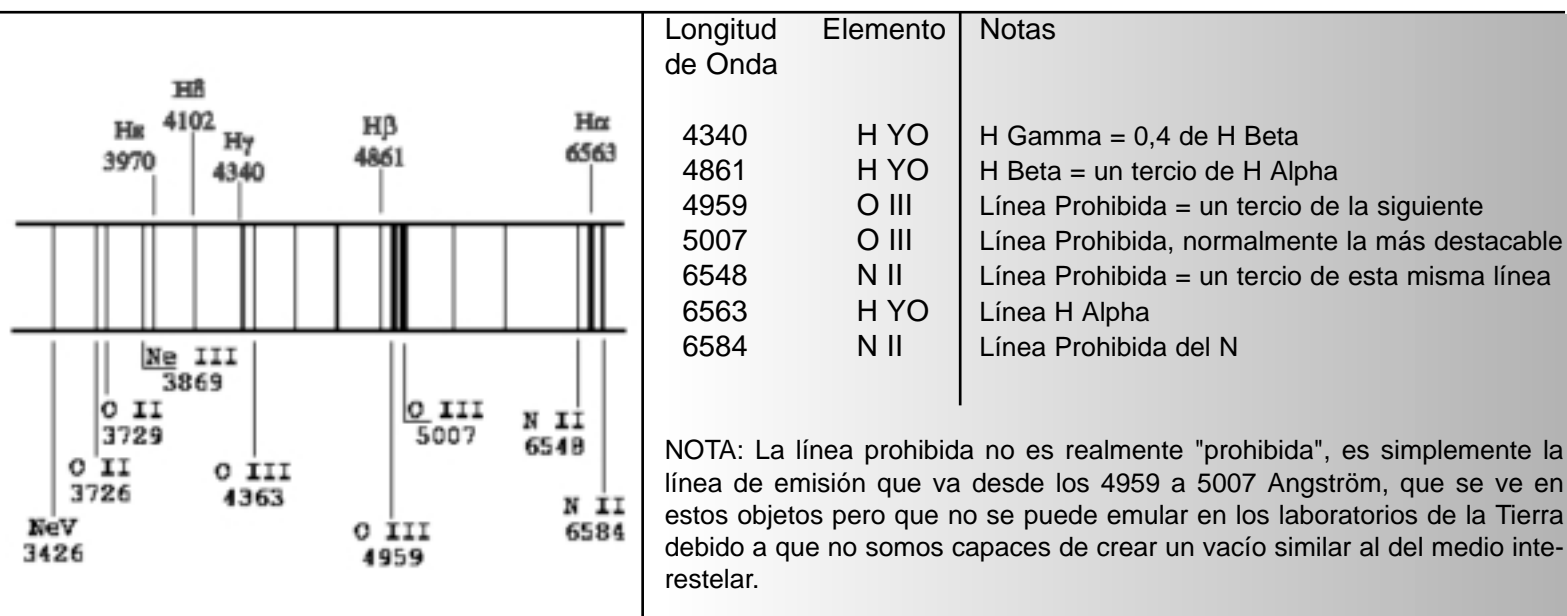 Hß
4102
Hε
3970
Hγ
4340
Hβ
4861
Hα
6563
Ne III
3869
O II
3729
O II
3726
NeV
3426
O III
4363
O III
5007
O III
4959
N II
6548
N II
6584
Longitud Elemento Notas
de Onda
4340 H YO H Gamma = 0,4 de H Beta
4861 H YO H Beta = un tercio de H Alpha
4959 O III Línea Prohibida = un tercio de la siguiente
5007 O III Línea Prohibida, normalmente la más destacable
6548 N II Línea Prohibida = un tercio de esta misma línea
6563 H YO Línea H Alpha
6584 N II Línea Prohibida del N
NOTA: La línea prohibida no es realmente "prohibida", es simplemente la
línea de emisión que va desde los 4959 a 5007 Angström, que se ve en
estos objetos pero que no se puede emular en los laboratorios de la Tierra
debido a que no somos capaces de crear un vacío similar al del medio inte-
restelar.